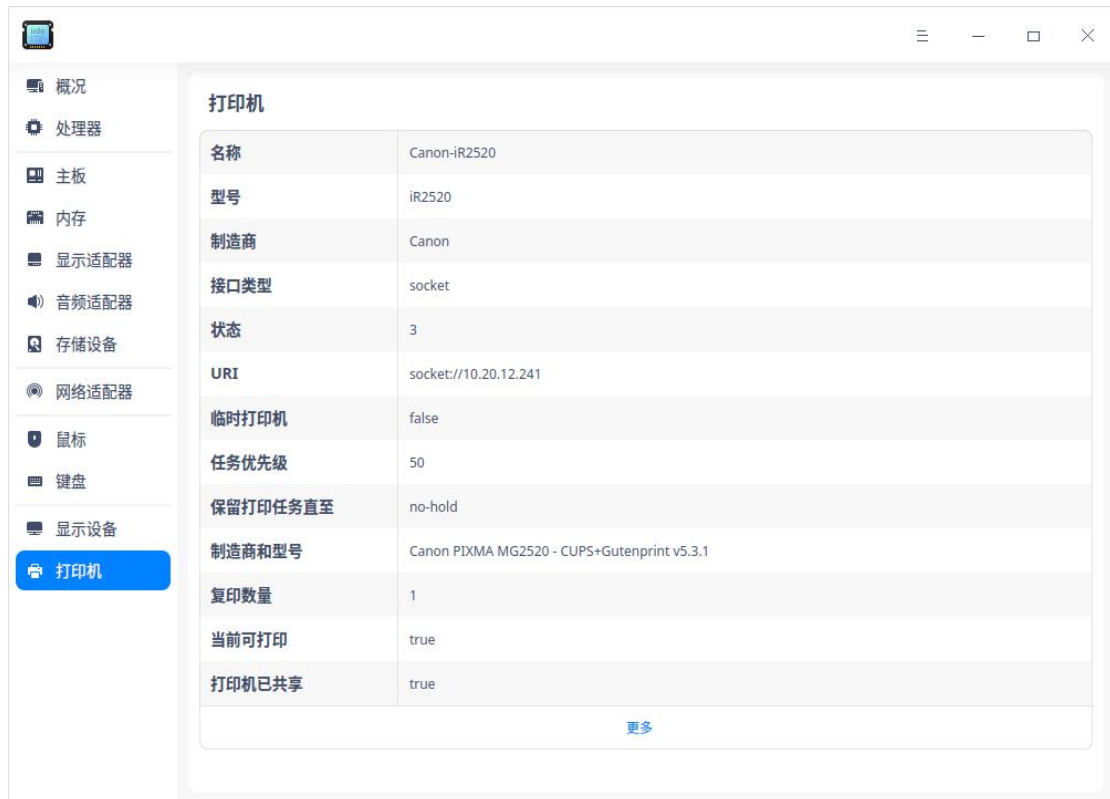 概况
处理器
主板
内存
显示适配器
音频适配器
存储设备
网络适配器
鼠标
键盘
显示设备
打印机
打印机
名称 Canon-iR2520
型号 iR2520
制造商 Canon
接口类型 socket
状态 3
URI socket://10.20.12.241
临时打印机 false
任务优先级 50
保留打印任务直至 no-hold
制造商和型号 Canon PIXMA MG2520 - CUPS+Gutenprint v5.3.1
复印数量 1
当前可打印 true
打印机已共享 true
更多